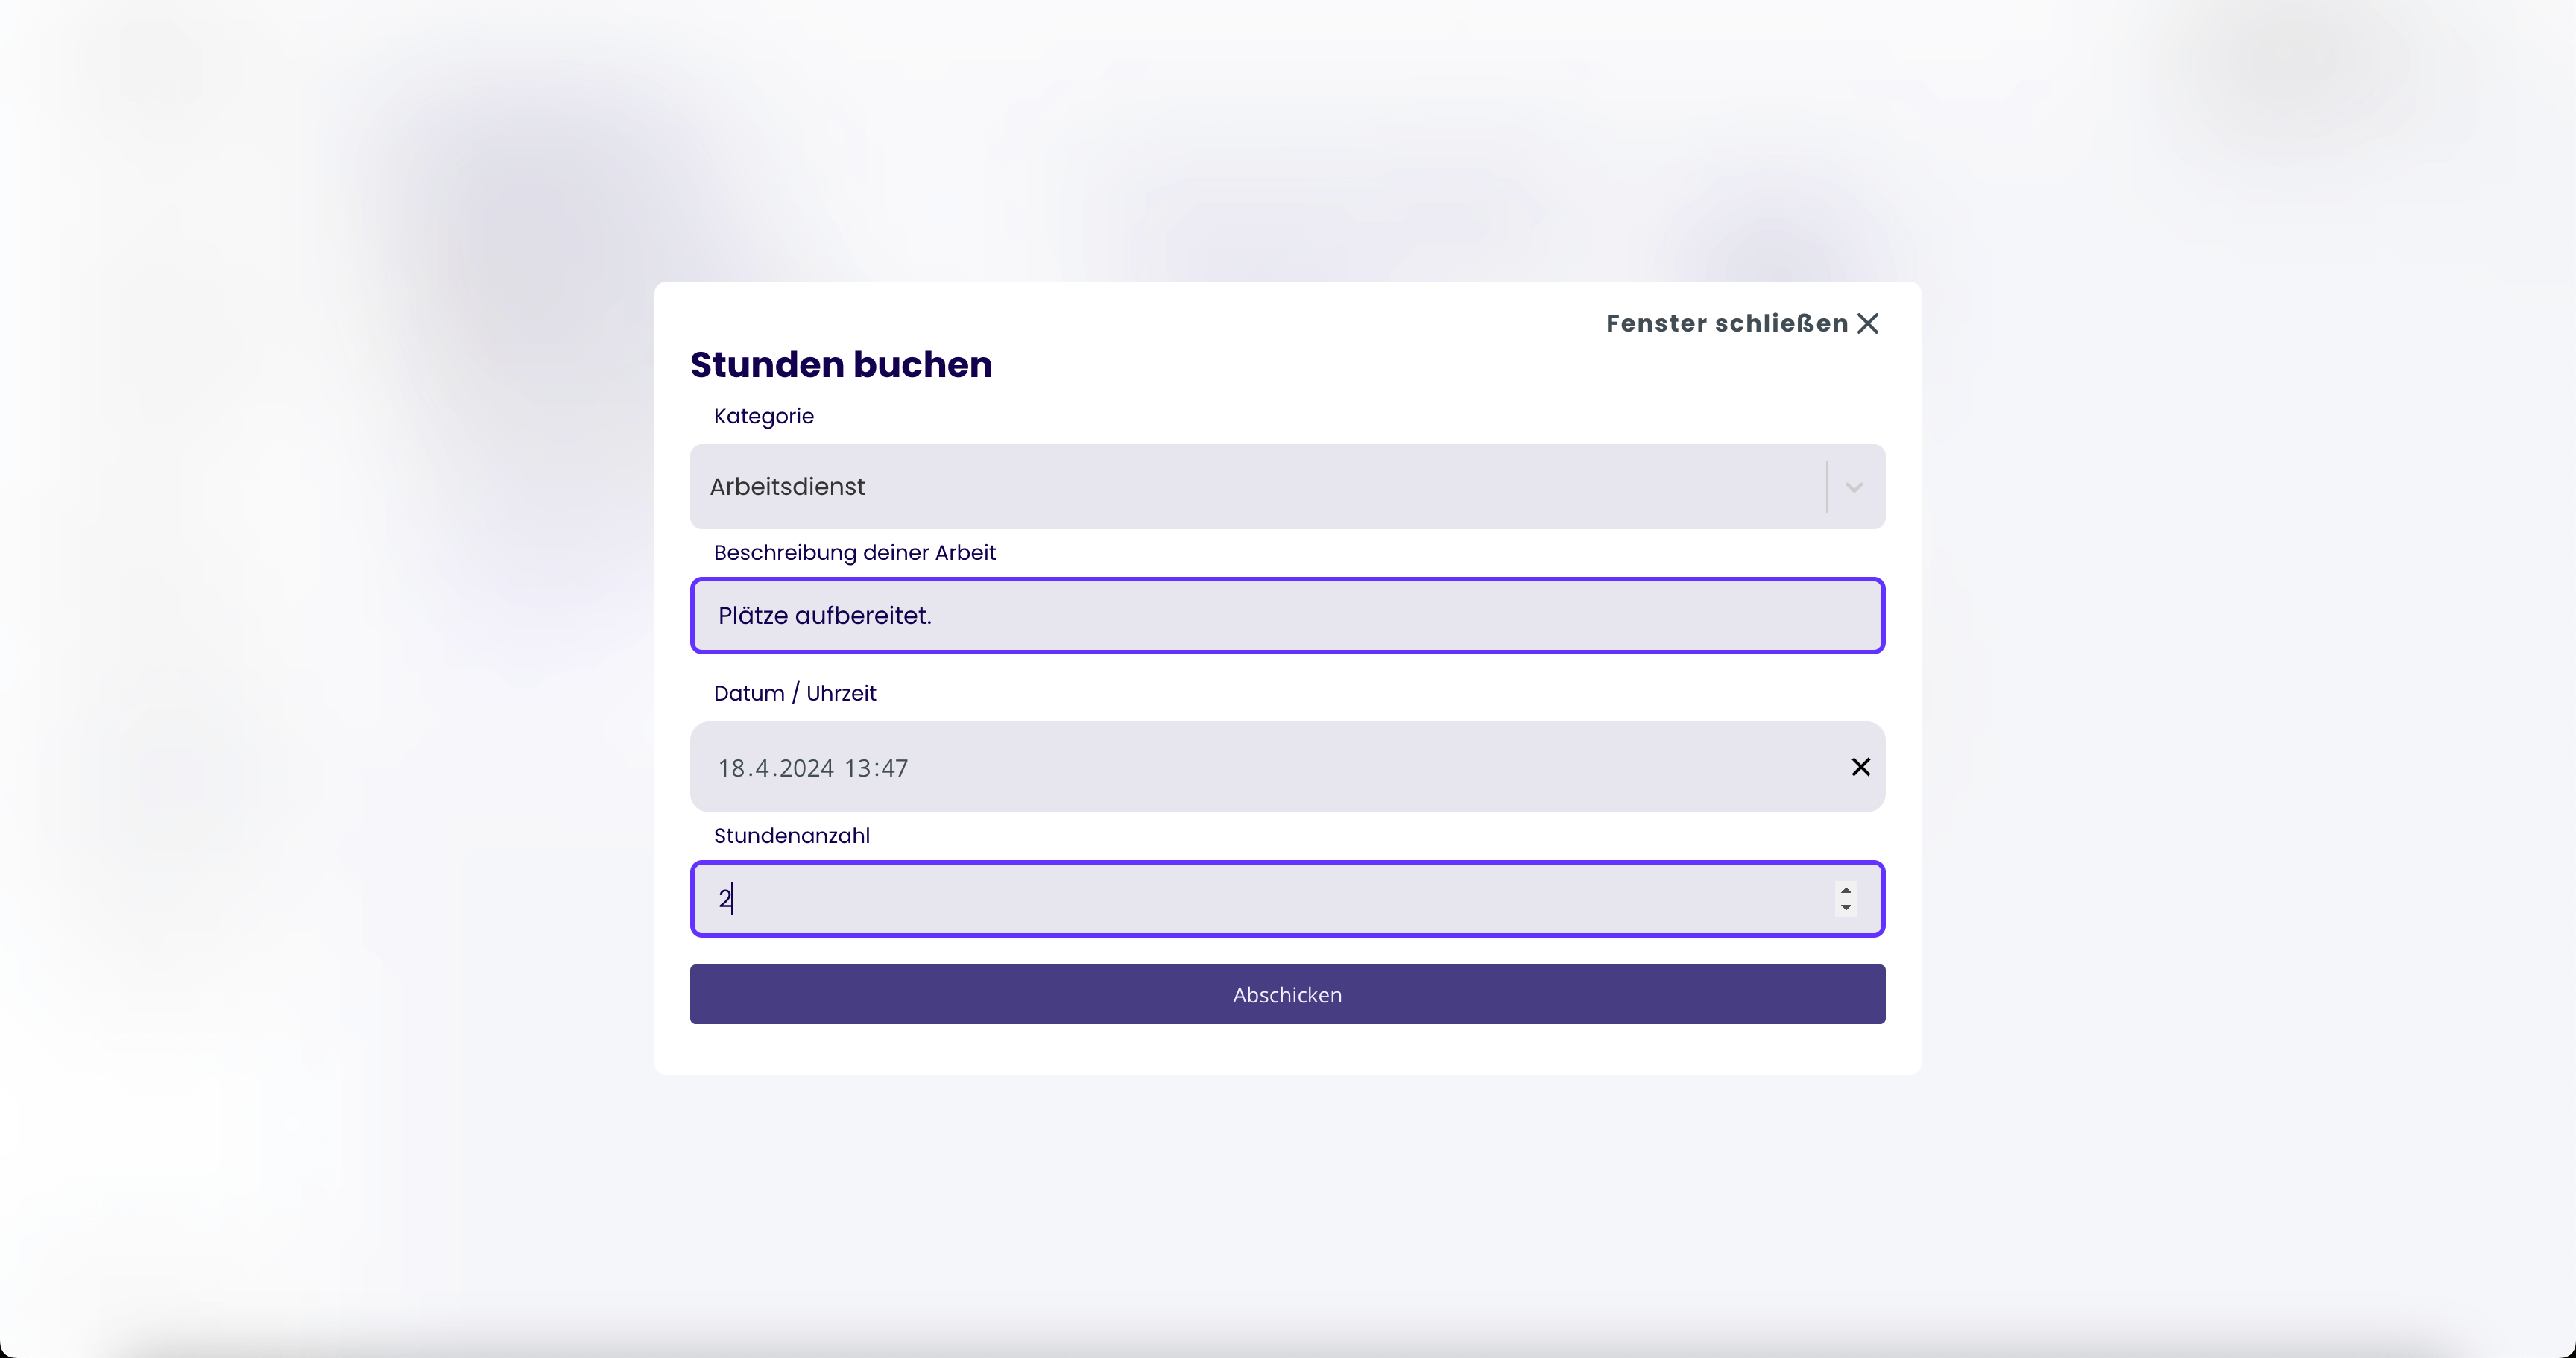 Fenster schließen
Stunden buchen
Kategorie
Arbeitsdienst
Beschreibung deiner Arbeit
Plätze aufbereitet.
Datum / Uhrzeit
18.4.2024 13:47
Stundenanzahl
2
Abschicken